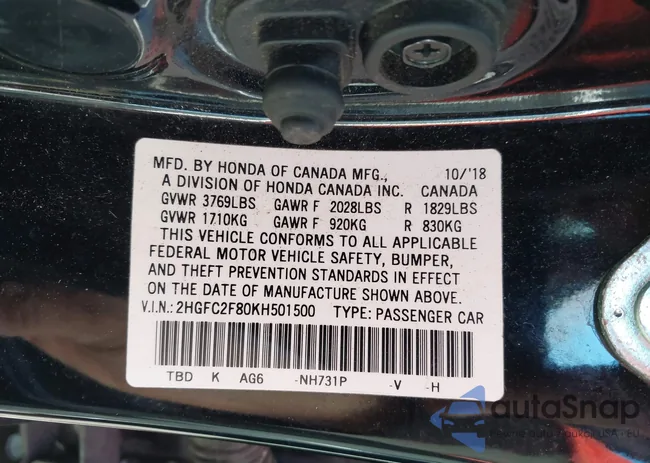 MFD. BY HONDA OF CANADA MFG., 10/'18
A DIVISION OF HONDA CANADA INC. CANADA
GVWR 3769LBS GAWR F 2028LBS R 1829LBS
GVWR 1710KG GAWR F 920KG R 830KG
THIS VEHICLE CONFORMS TO ALL APPLICABLE
FEDERAL MOTOR VEHICLE SAFETY, BUMPER,
AND THEFT PREVENTION STANDARDS IN EFFECT
ON THE DATE OF MANUFACTURE SHOWN ABOVE.
V.I.N.: 2HGFC2F80KH501500 TYPE: PASSENGER CAR
TBD K AG6 -NH731P -V -H
autaSnap